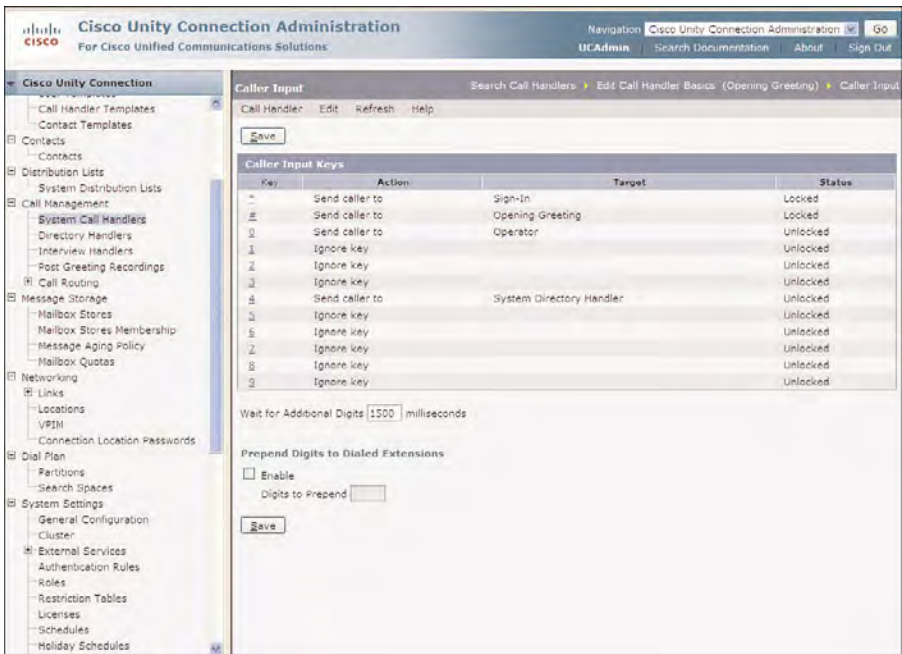 cisco
Cisco Unity Connection Administration
For Cisco Unified Communications Solutions
Navigation Cisco Unity Connection Administration Go
UCAdmin Search Documentation About Sign Out
Cisco Unity Connection
Call Handler Templates
Contact Templates
Contacts
Contacts
Distribution Lists
System Distribution Lists
Call Management
System Call Handlers
Directory Handlers
Interview Handlers
Post Greeting Recordings
Call Routing
Message Storage
Mailbox Stores
Mailbox Stores Membership
Message Aging Policy
Mailbox Quotas
Networking
Links
Locations
VPIM
Connection Location Passwords
Dial Plan
Partitions
Search Spaces
System Settings
General Configuration
Cluster
External Services
Authentication Rules
Roles
Restriction Tables
Licenses
Schedules
Holiday Schedules
Caller Input
Search Call Handlers Edit Call Handler Basics (Opening Greeting) Caller Input
Call Handler Edit Refresh Help
Save
Caller Input Keys
Key Action Target Status
* Send caller to Sign-In Locked
# Send caller to Opening Greeting Locked
0 Send caller to Operator Unlocked
1 Ignore key Unlocked
2 Ignore key Unlocked
3 Ignore key Unlocked
4 Send caller to System Directory Handler Unlocked
5 Ignore key Unlocked
6 Ignore key Unlocked
7 Ignore key Unlocked
8 Ignore key Unlocked
9 Ignore key Unlocked
Wait for Additional Digits 1500 milliseconds
Prepend Digits to Dialed Extensions
Enable
Digits to Prepend
Save